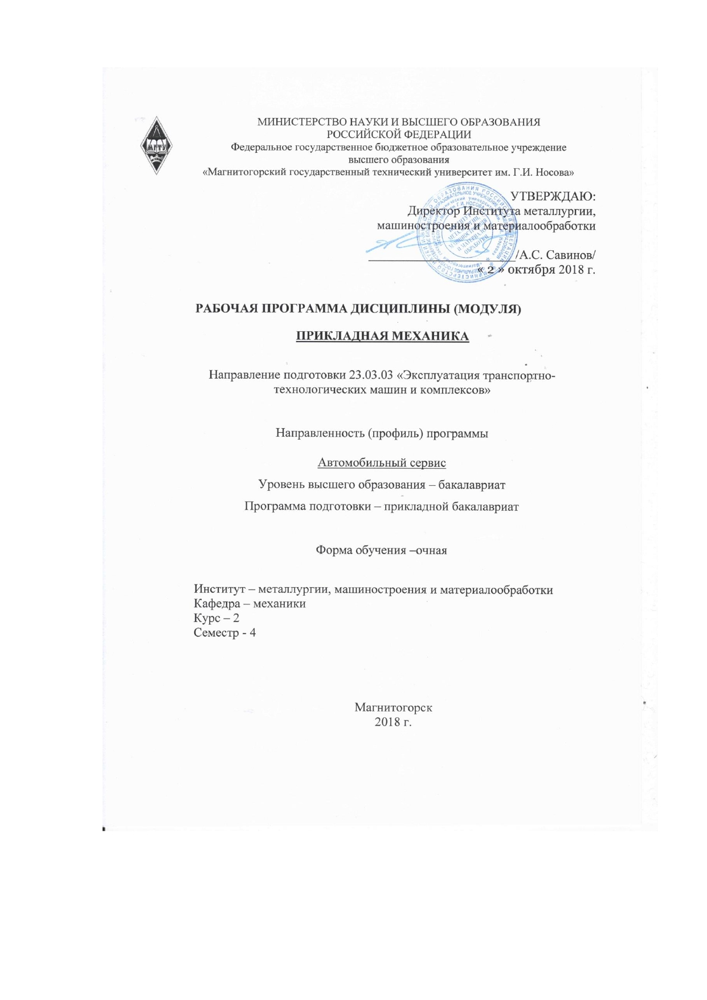 МИНИСТЕРСТВО НАУКИ И ВЫСШЕГО ОБРАЗОВАНИЯ
РОССИЙСКОЙ ФЕДЕРАЦИИ
Федеральное государственное бюджетное образовательное учреждение
высшего образования
«Магнитогорский государственный технический университет им. Г.И. Носова»
МГТУ
УТВЕРЖДАЮ:
Директор Института металлургии,
машиностроения и материалообработки
/А.С. Савинов/
« 2 » октября 2018 г.
РАБОЧАЯ ПРОГРАММА ДИСЦИПЛИНЫ (МОДУЛЯ)
ПРИКЛАДНАЯ МЕХАНИКА
Направление подготовки 23.03.03 «Эксплуатация транспортно-
технологических машин и комплексов»
Направленность (профиль) программы
Автомобильный сервис
Уровень высшего образования – бакалавриат
Программа подготовки – прикладной бакалавриат
Форма обучения –очная
Институт – металлургии, машиностроения и материалообработки
Кафедра – механики
Курс – 2
Семестр - 4
Магнитогорск
2018 г.